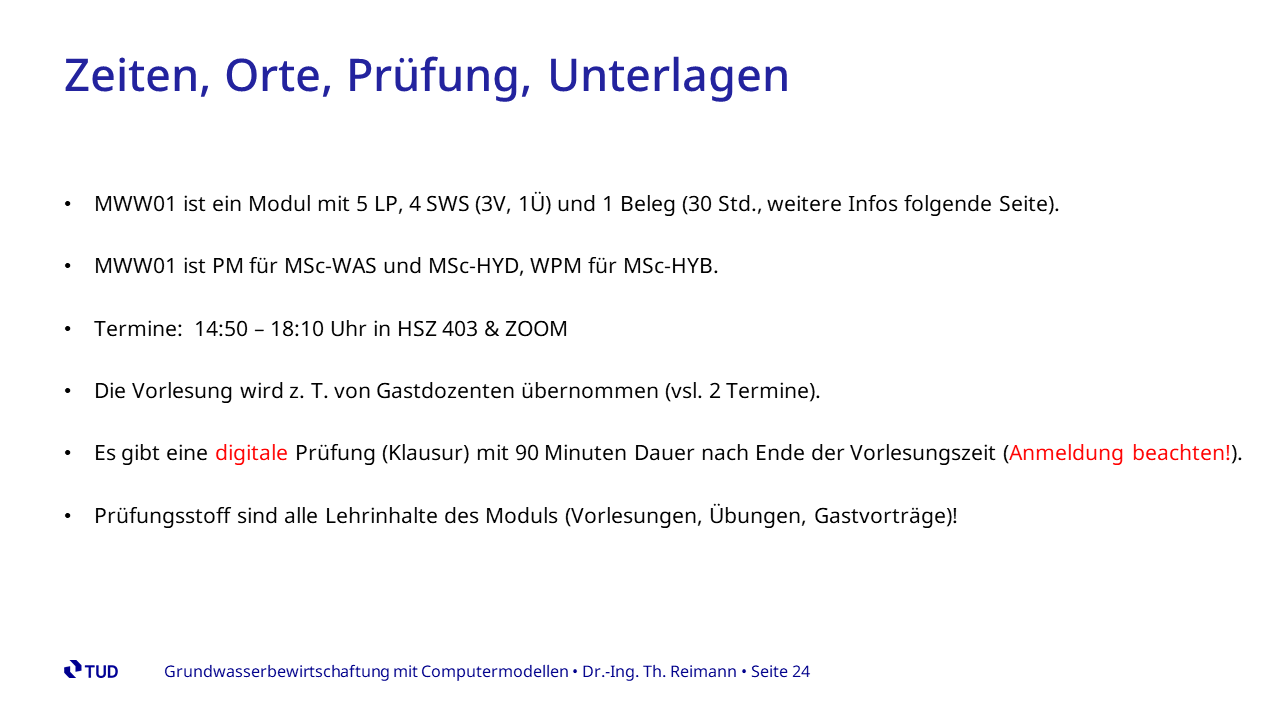 Zeiten, Orte, Prüfung, Unterlagen
• MWW01 ist ein Modul mit 5 LP, 4 SWS (3V, 1Ü) und 1 Beleg (30 Std., weitere Infos folgende Seite).
• MWW01 ist PM für MSc-WAS und MSc-HYD, WPM für MSc-HYB.
• Termine:  14:50 – 18:10 Uhr in HSZ 403 & ZOOM
• Die Vorlesung wird z. T. von Gastdozenten übernommen (vsl. 2 Termine).
• Es gibt eine digitale Prüfung (Klausur) mit 90 Minuten Dauer nach Ende der Vorlesungszeit (Anmeldung beachten!).
• Prüfungsstoff sind alle Lehrinhalte des Moduls (Vorlesungen, Übungen, Gastvorträge)!
TUD Grundwasserbewirtschaftung mit Computermodellen • Dr.-Ing. Th. Reimann • Seite 24